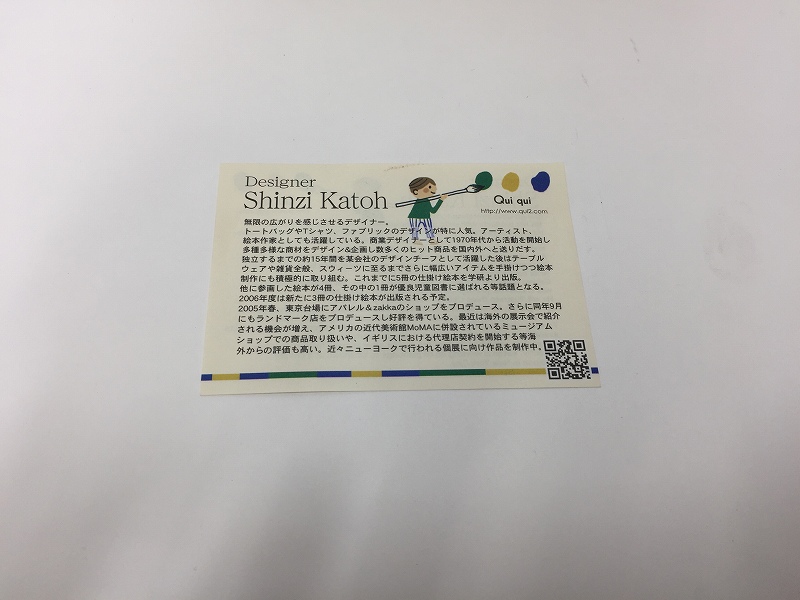 Designer
Shinzi Katoh
Qui qui
http://www.qui2.com
無限の広がりを感じさせるデザイナー。
トートバッグやTシャツ、ファブリックのデザインが特に人気。アーティスト、
絵本作家としても活躍している。商業デザイナーとして1970年代から活動を開始し
多種多様な商材をデザイン&企画し数多くのヒット商品を国内外へと送りだす。
独立するまでの約15年間を某会社のデザインチーフとして活躍した後はテーブル
ウェアや雑貨全般、スウィーツに至るまでさらに幅広いアイテムを手掛けつつ絵本
制作にも積極的に取り組む。これまでに5冊の仕掛け絵本を学研より出版。
他に参画した絵本が4冊、その中の1冊が優良児童図書に選ばれる等話題となる。
2006年度は新たに3冊の仕掛け絵本が出版される予定。
2005年春、東京台場にアパレル&zakkaのショップをプロデュース。さらに同年9月
にもランドマーク店をプロデュースし好評を得ている。最近は海外の展示会で紹介
される機会が増え、アメリカの近代美術館MoMAに併設されているミュージアム
ショップでの商品取り扱いや、イギリスにおける代理店契約を開始する等海
外からの評価も高い。近々ニューヨークで行われる個展に向け作品を制作中。